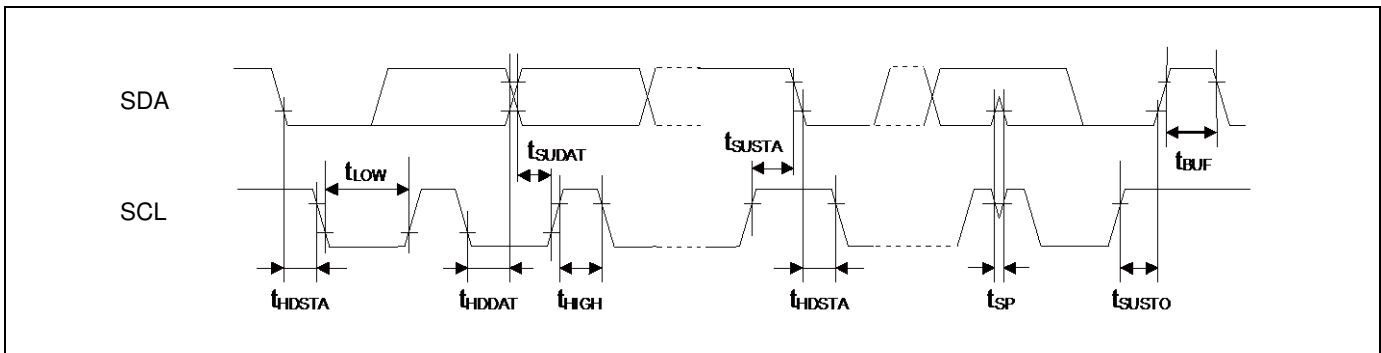 SDA
tSUDAT
tSUSTA
tBUF
tLOW
SCL
tHDSTA
tHDDAT
tHIGH
tHDSTA
tSP
tSUSTO